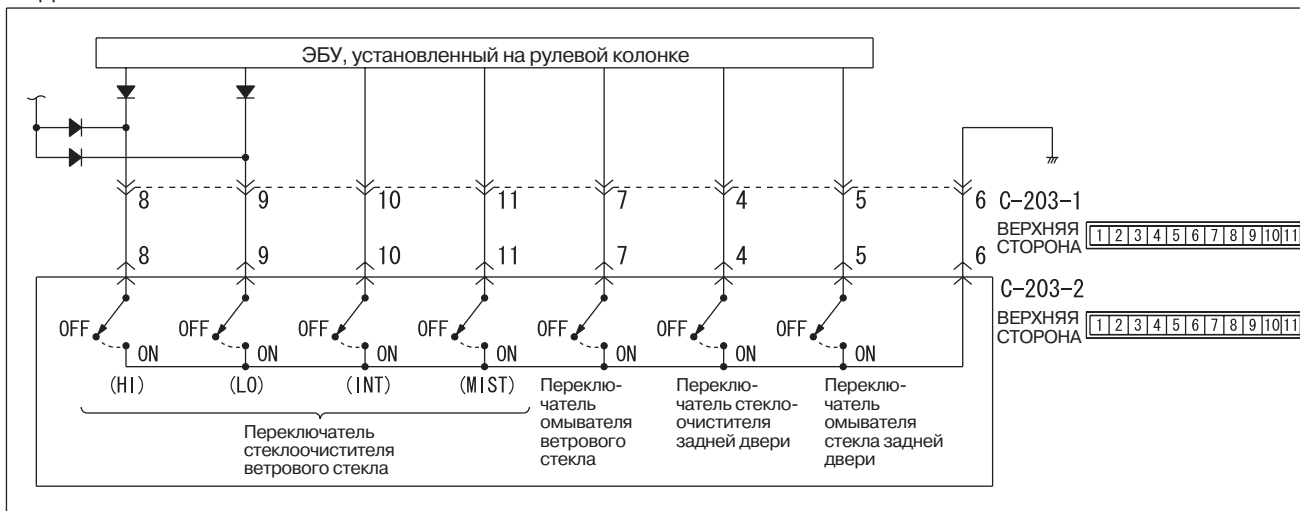 ЭБУ, установленный на рулевой колонке
8 9 10 11 7 4 5 6 C-203-1
ВЕРХНЯЯ
СТОРОНА
1 2 3 4 5 6 7 8 9 10 11
8 9 10 11 7 4 5 6
C-203-2
ВЕРХНЯЯ
СТОРОНА
1 2 3 4 5 6 7 8 9 10 11
OFF OFF OFF OFF OFF OFF OFF
ON ON ON ON ON ON ON
(HI) (LO) (INT) (MIST)
Переключатель
стеклоочистителя
ветрового стекла
Переклю-
чатель
омывателя
ветрового
стекла
Переклю-
чатель стекло-
очистителя
задней двери
Переклю-
чатель
омывателя
стекла задней
двери